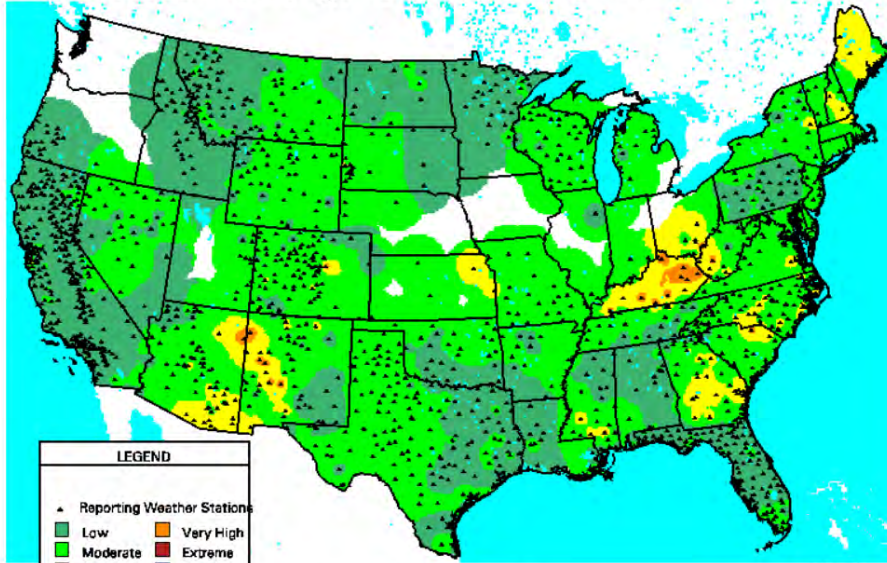 LEGEND
Reporting Weather Stations
Low
Very High
Moderate
Extreme